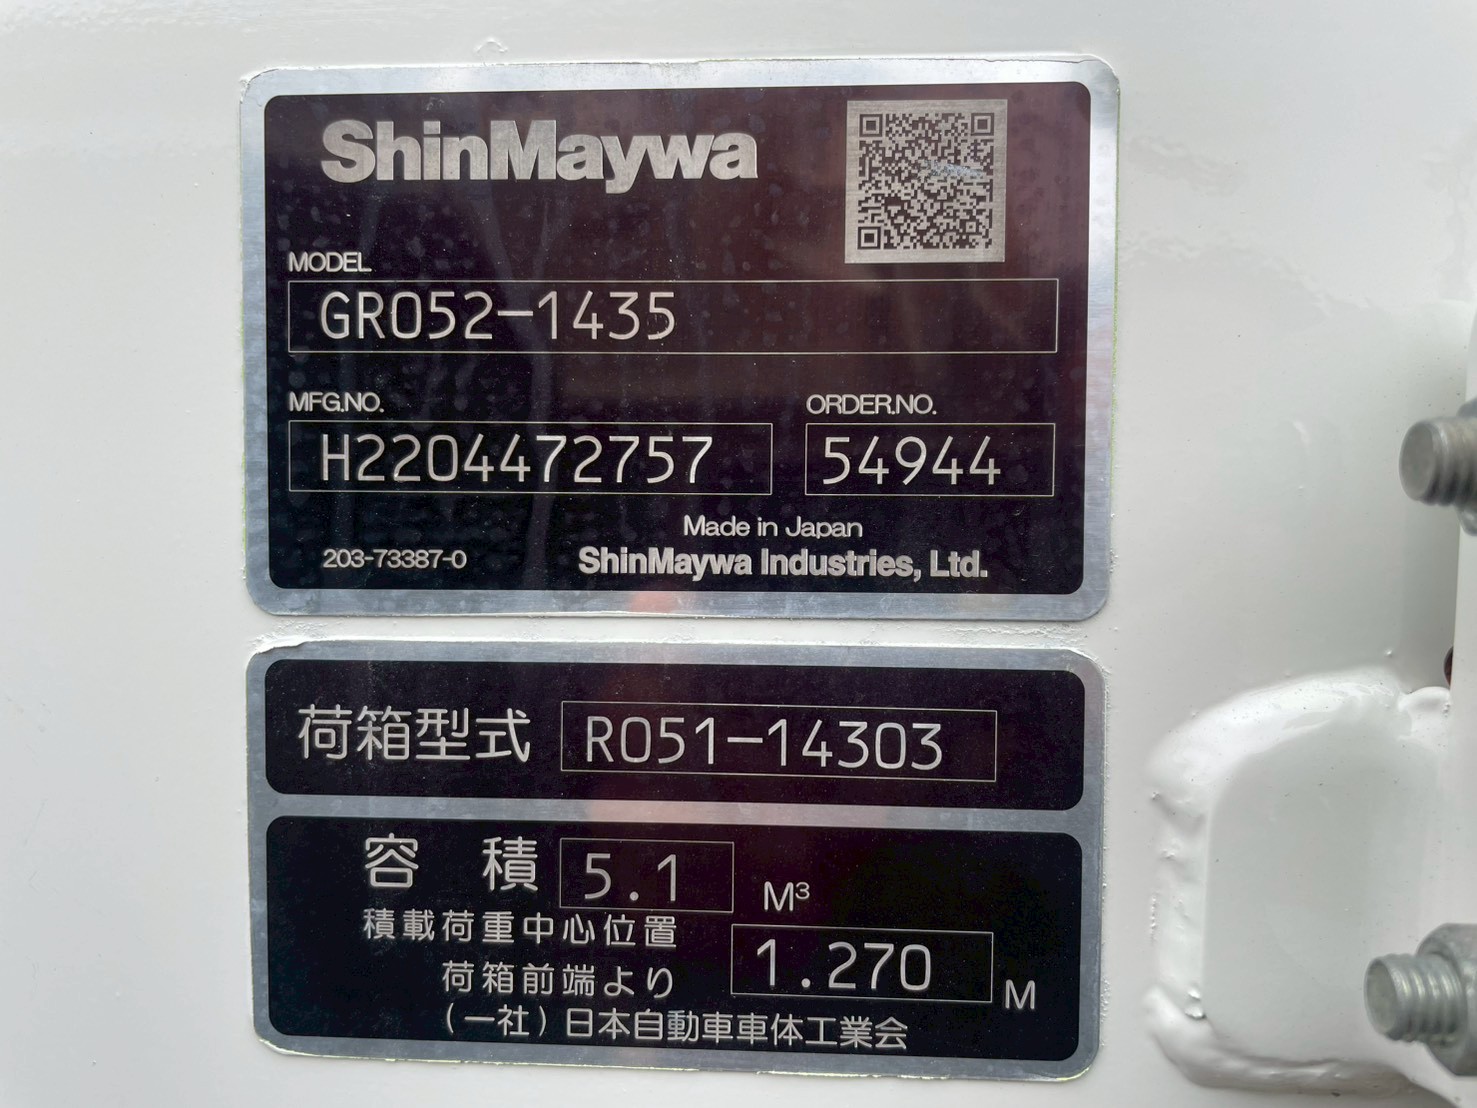 ShinMaywa
MODEL
GR052-1435
MFG.NO. ORDER.NO.
H2204472757 54944
Made in Japan
203-73387-0 ShinMaywa Industries, Ltd.
荷箱型式 R051-14303
容積 5.1 M³
積載荷重中心位置
荷箱前端より 1.270 M
(一社)日本自動車車体工業会